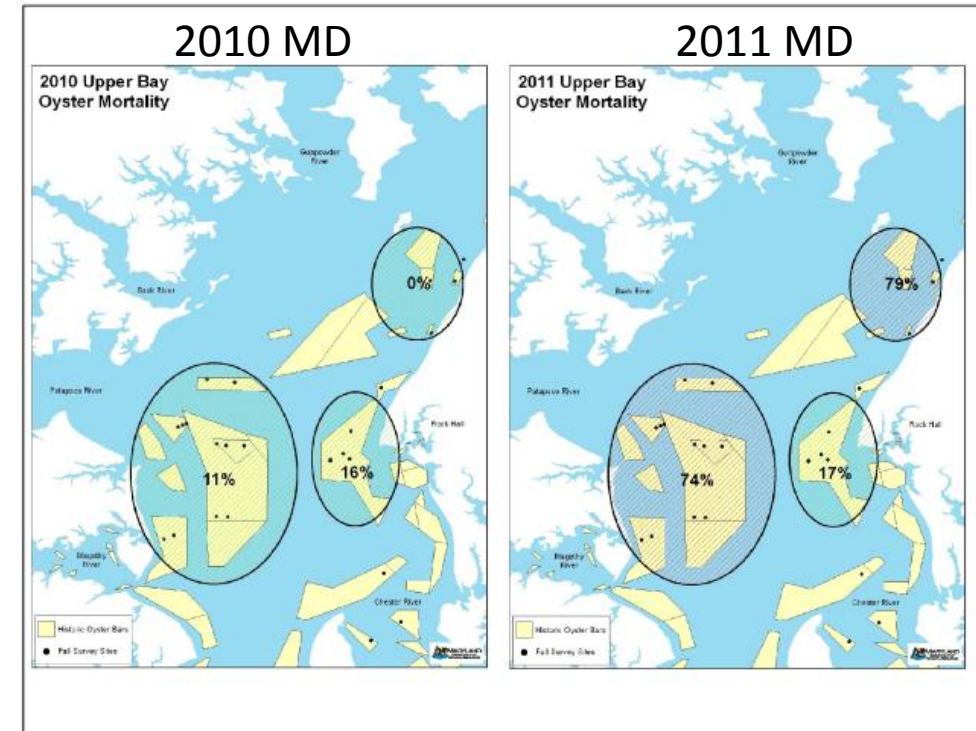 2010 MD
2010 Upper Bay
Oyster Mortality
Gunpowder
River
0%
Back River
Patapsco River
Rock Hall
11%
16%
Magothy
River
Chester River
Historic Oyster Bars
Fall Survey Sites
MARYLAND
2011 MD
2011 Upper Bay
Oyster Mortality
Gunpowder
River
79%
Back River
Patapsco River
Rock Hall
74%
17%
Magothy
River
Chester River
Historic Oyster Bars
Fall Survey Sites
MARYLAND